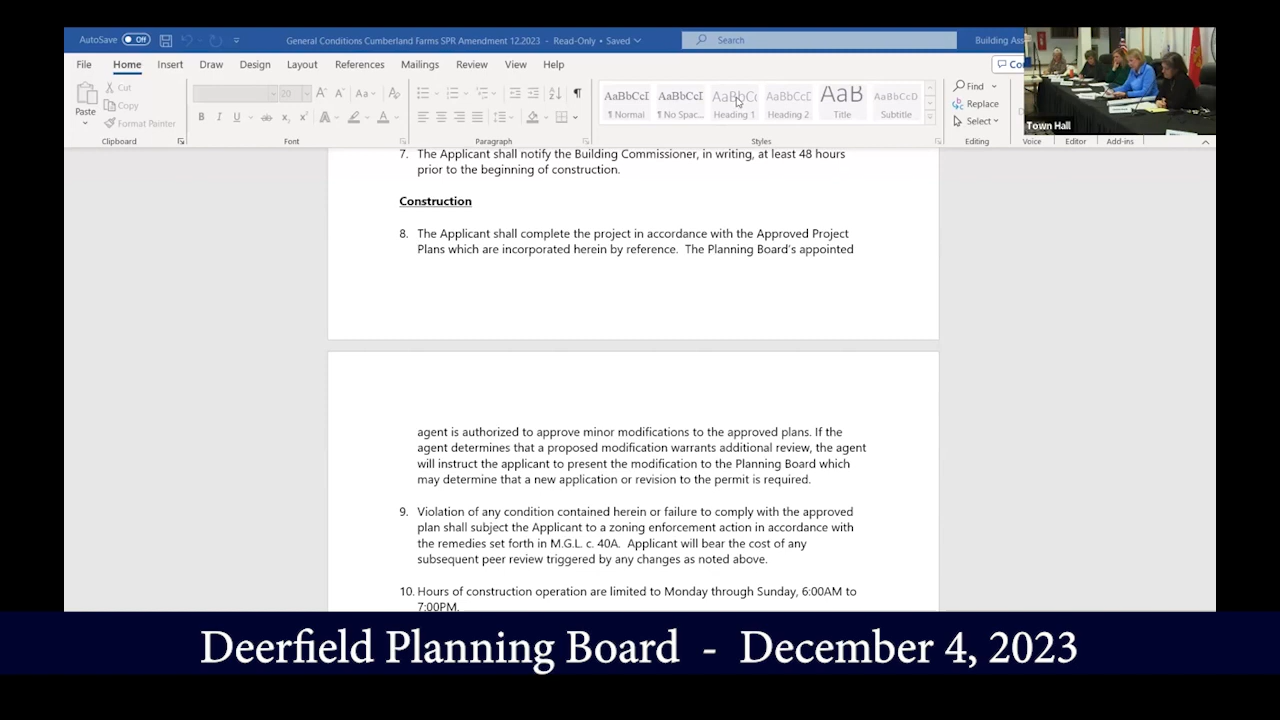 AutoSave Off
General Conditions Cumberland Farms SPR Amendment 12.2023 - Read-Only • Saved
Search
Building Ass
File Home Insert Draw Design Layout References Mailings Review View Help
Co
Paste
Cut
Copy
Format Painter
20
Aa
B I U ab x₂ x² A A
AaBbCcI AaBbCcI AaBbC( AaBbCcE AaB AaBbCcD
¶ Normal ¶ No Spac... Heading 1 Heading 2 Title Subtitle
Find
Replace
Select
Town Hall
Clipboard Font Paragraph Styles Editing Voice Editor Add-ins
7. The Applicant shall notify the Building Commissioner, in writing, at least 48 hours
prior to the beginning of construction.
Construction
8. The Applicant shall complete the project in accordance with the Approved Project
Plans which are incorporated herein by reference. The Planning Board's appointed
agent is authorized to approve minor modifications to the approved plans. If the
agent determines that a proposed modification warrants additional review, the agent
will instruct the applicant to present the modification to the Planning Board which
may determine that a new application or revision to the permit is required.
9. Violation of any condition contained herein or failure to comply with the approved
plan shall subject the Applicant to a zoning enforcement action in accordance with
the remedies set forth in M.G.L. c. 40A. Applicant will bear the cost of any
subsequent peer review triggered by any changes as noted above.
10. Hours of construction operation are limited to Monday through Sunday, 6:00AM to
7:00PM.
Deerfield Planning Board - December 4, 2023